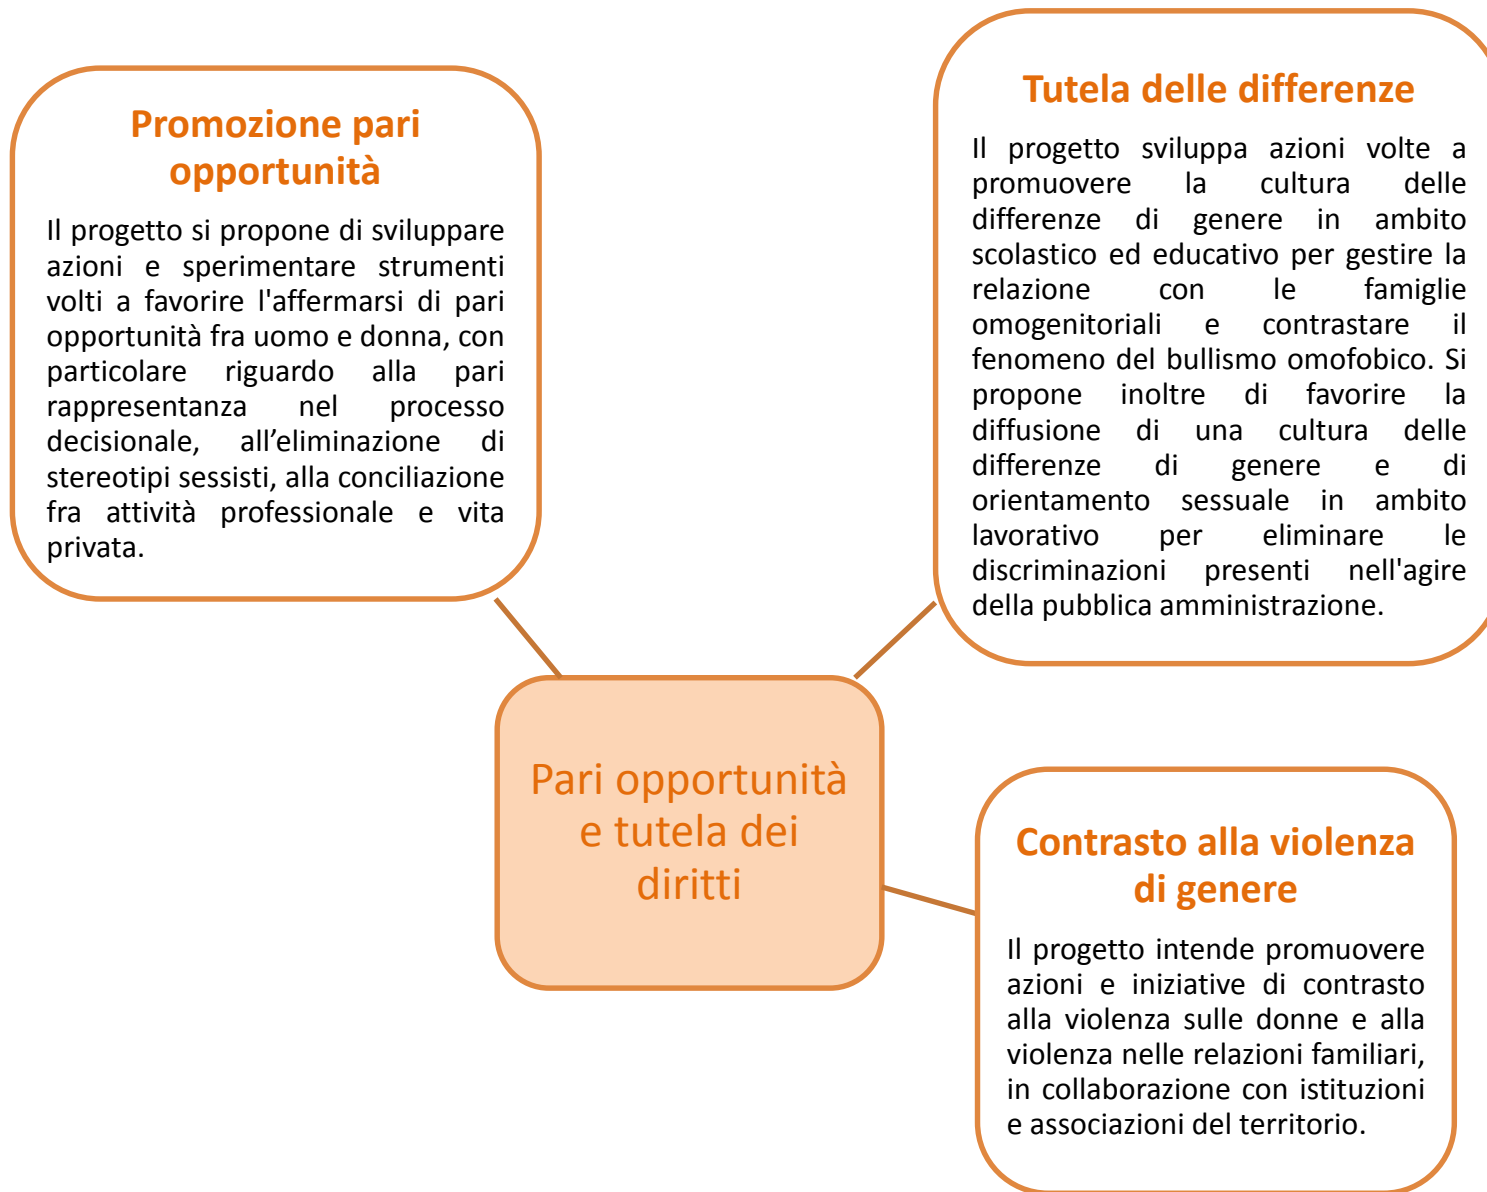 Promozione pari
opportunità
Il progetto si propone di sviluppare
azioni e sperimentare strumenti
volti a favorire l'affermarsi di pari
opportunità fra uomo e donna, con
particolare riguardo alla pari
rappresentanza nel processo
decisionale, all’eliminazione di
stereotipi sessisti, alla conciliazione
fra attività professionale e vita
privata.
Tutela delle differenze
Il progetto sviluppa azioni volte a
promuovere la cultura delle
differenze di genere in ambito
scolastico ed educativo per gestire la
relazione con le famiglie
omogenitoriali e contrastare il
fenomeno del bullismo omofobico. Si
propone inoltre di favorire la
diffusione di una cultura delle
differenze di genere e di
orientamento sessuale in ambito
lavorativo per eliminare le
discriminazioni presenti nell'agire
della pubblica amministrazione.
Pari opportunità
e tutela dei
diritti
Contrasto alla violenza
di genere
Il progetto intende promuovere
azioni e iniziative di contrasto
alla violenza sulle donne e alla
violenza nelle relazioni familiari,
in collaborazione con istituzioni
e associazioni del territorio.